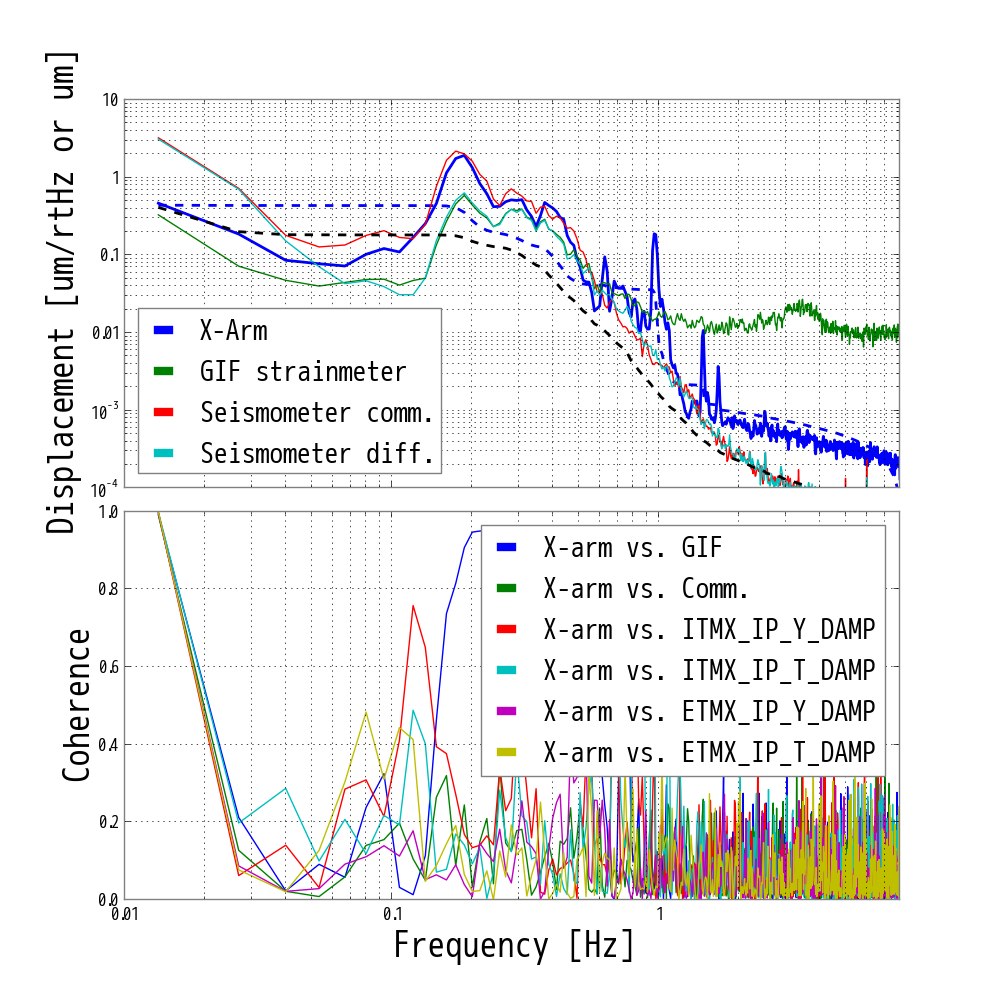 Displacement [um/rtHz or um]
10
1
0.1
0.01
10^-3
10^-4
X-Arm
GIF strainmeter
Seismometer comm.
Seismometer diff.
Coherence
1.0
0.8
0.6
0.4
0.2
0.0
X-arm vs. GIF
X-arm vs. Comm.
X-arm vs. ITMX_IP_Y_DAMP
X-arm vs. ITMX_IP_T_DAMP
X-arm vs. ETMX_IP_Y_DAMP
X-arm vs. ETMX_IP_T_DAMP
0.01 0.1 1
Frequency [Hz]